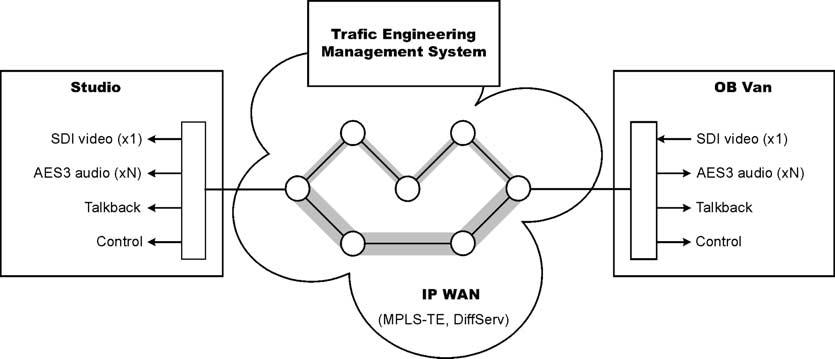 Trafic Engineering
Management System
Studio
SDI video (x1)
AES3 audio (xN)
Talkback
Control
OB Van
SDI video (x1)
AES3 audio (xN)
Talkback
Control
IP WAN
(MPLS-TE, DiffServ)